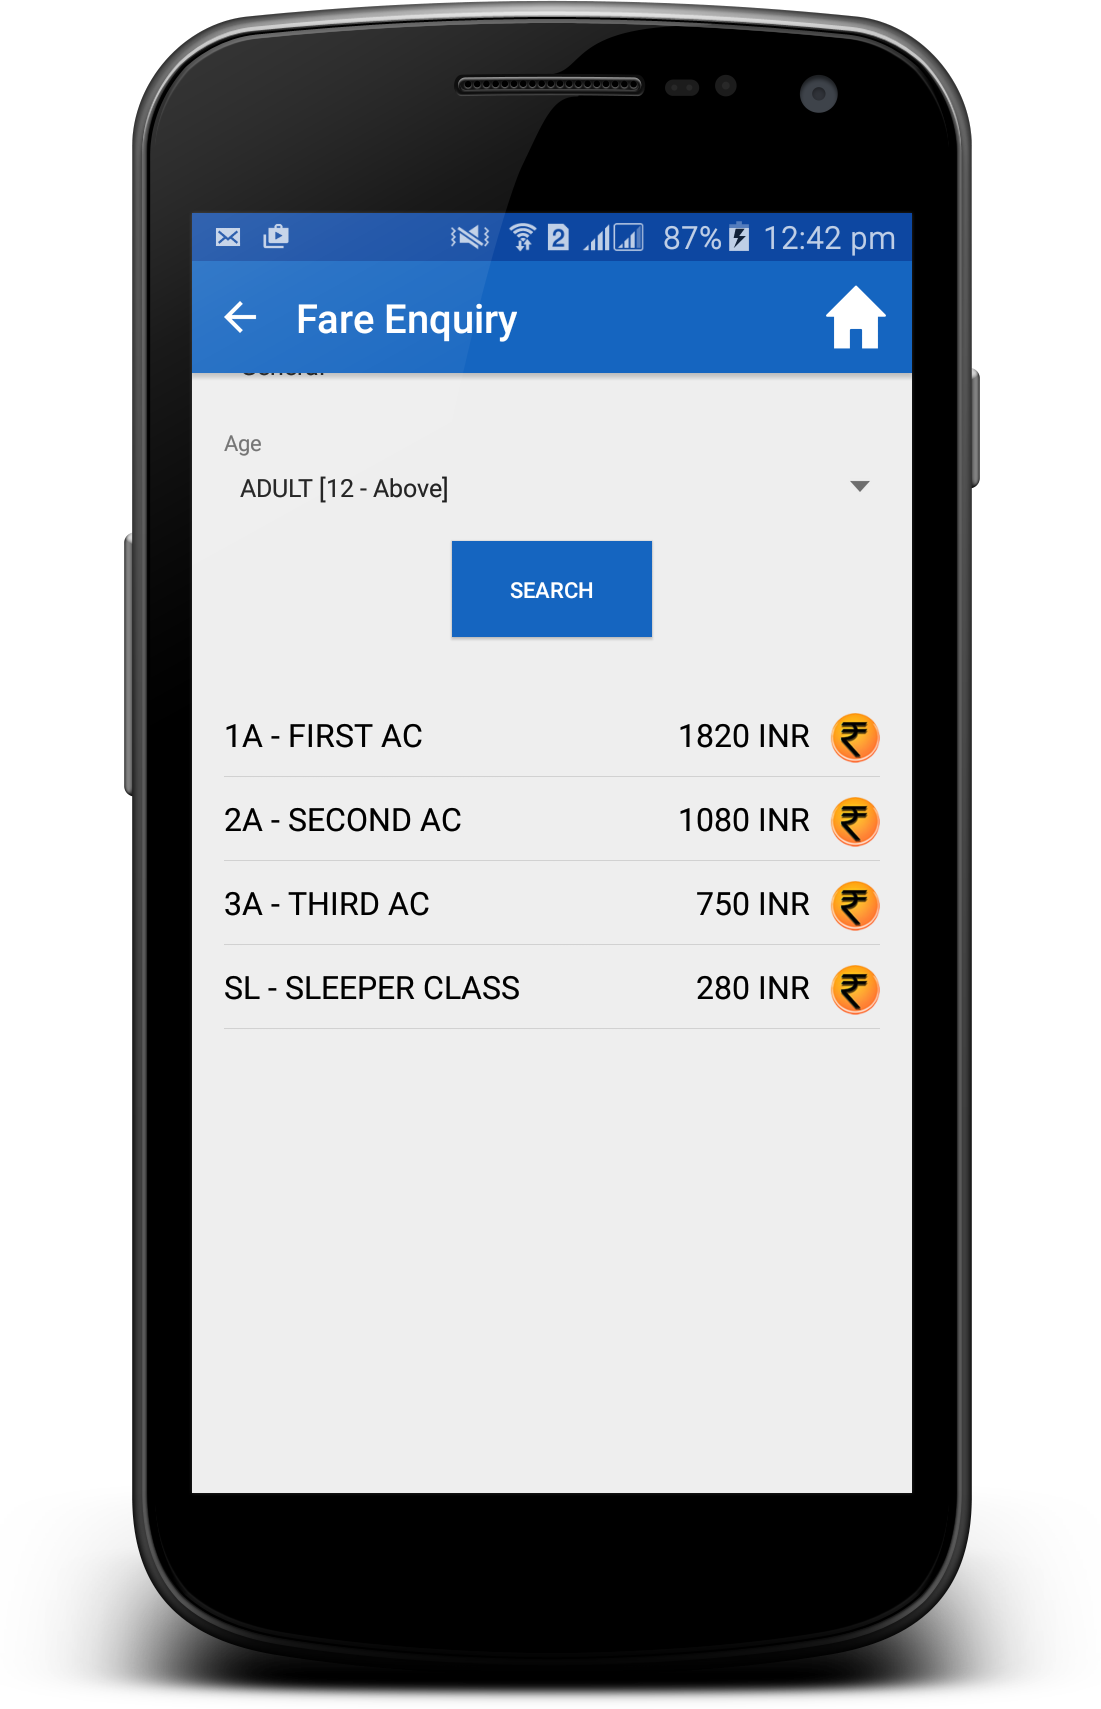 2 87% 12:42 pm
Fare Enquiry
General
Age
ADULT [12 - Above]
SEARCH
1A - FIRST AC 1820 INR ₹
2A - SECOND AC 1080 INR ₹
3A - THIRD AC 750 INR ₹
SL - SLEEPER CLASS 280 INR ₹